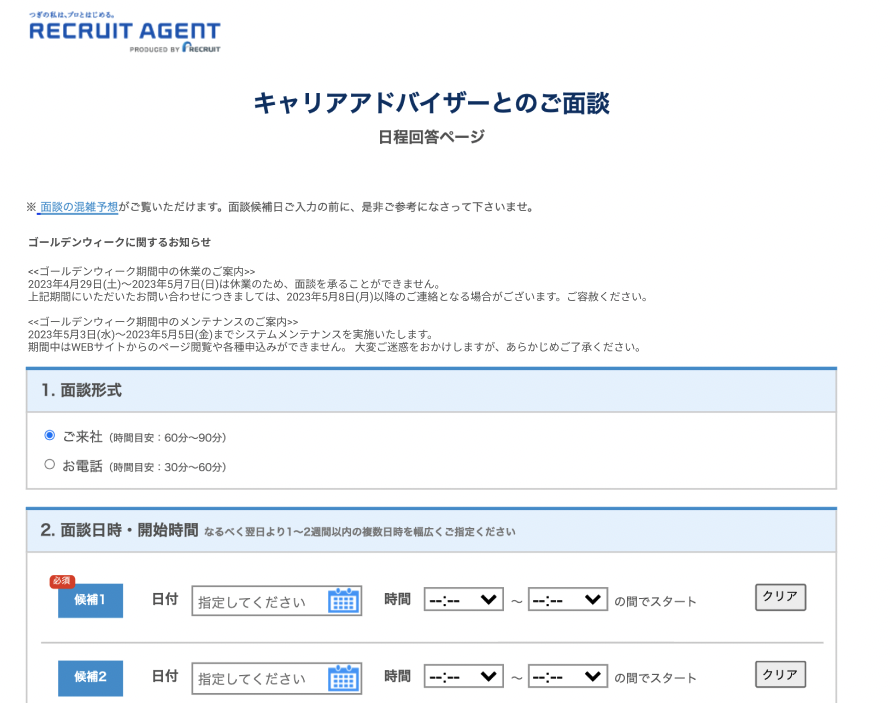 つぎの私は、プロとはじめる。
RECRUIT AGENT
PRODUCED BY RECRUIT
キャリアアドバイザーとのご面談
日程回答ページ
※ 面談の混雑予想がご覧いただけます。面談候補日ご入力の前に、是非ご参考になさって下さいませ。
ゴールデンウィークに関するお知らせ
<<ゴールデンウィーク期間中の休業のご案内>>
2023年4月29日(土)〜2023年5月7日(日)は休業のため、面談を承ることができません。
上記期間にいただいたお問い合わせにつきましては、2023年5月8日(月)以降のご連絡となる場合がございます。ご容赦ください。
<<ゴールデンウィーク期間中のメンテナンスのご案内>>
2023年5月3日(水)〜2023年5月5日(金)までシステムメンテナンスを実施いたします。
期間中はWEBサイトからのページ閲覧や各種申込みができません。 大変ご迷惑をおかけしますが、あらかじめご了承ください。
1. 面談形式
ご来社（時間目安：60分〜90分）
お電話（時間目安：30分〜60分）
2. 面談日時・開始時間 なるべく翌日より1〜2週間以内の複数日時を幅広くご指定ください
必須
候補1 日付 指定してください 時間 --:-- 〜 --:-- の間でスタート クリア
候補2 日付 指定してください 時間 --:-- 〜 --:-- の間でスタート クリア